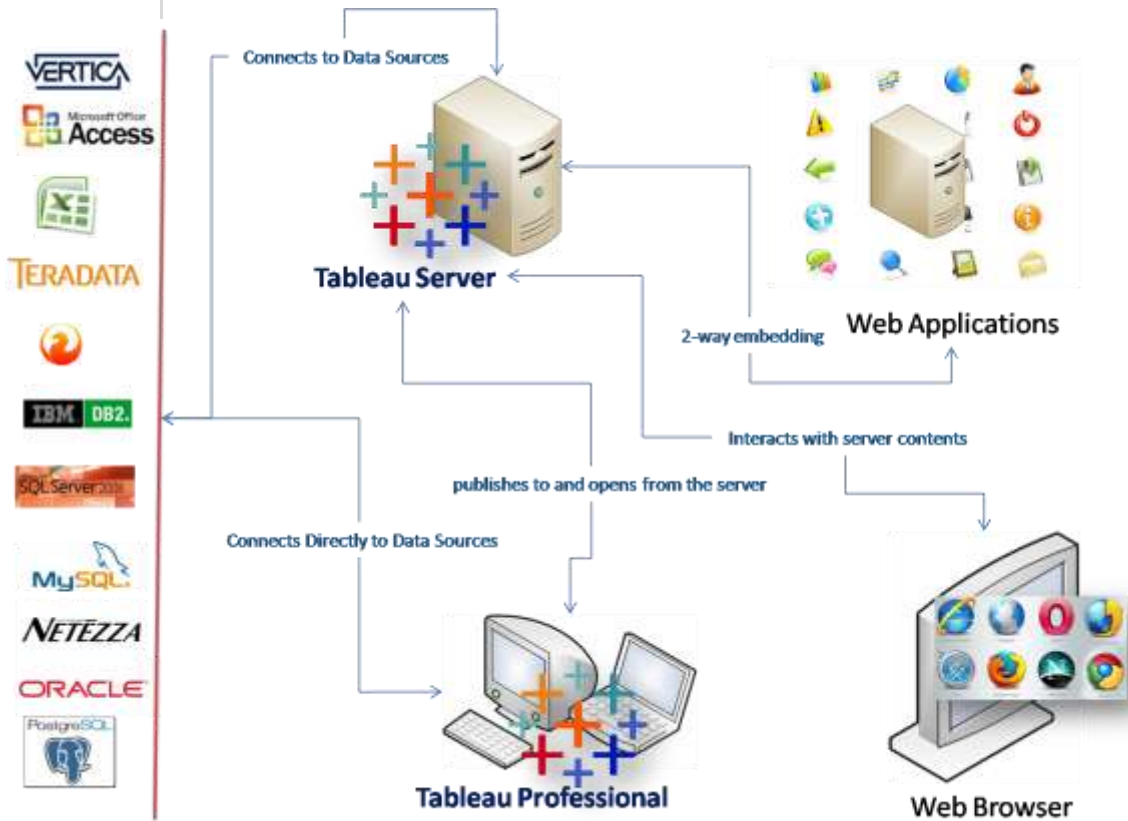 VERTICA
Microsoft Office
Access
TERADATA
IBM DB2.
SQL Server 2008
MySQL
NETEZZA
ORACLE
PostgreSQL
Connects to Data Sources
Tableau Server
2-way embedding
Web Applications
Interacts with server contents
publishes to and opens from the server
Connects Directly to Data Sources
Tableau Professional
Web Browser